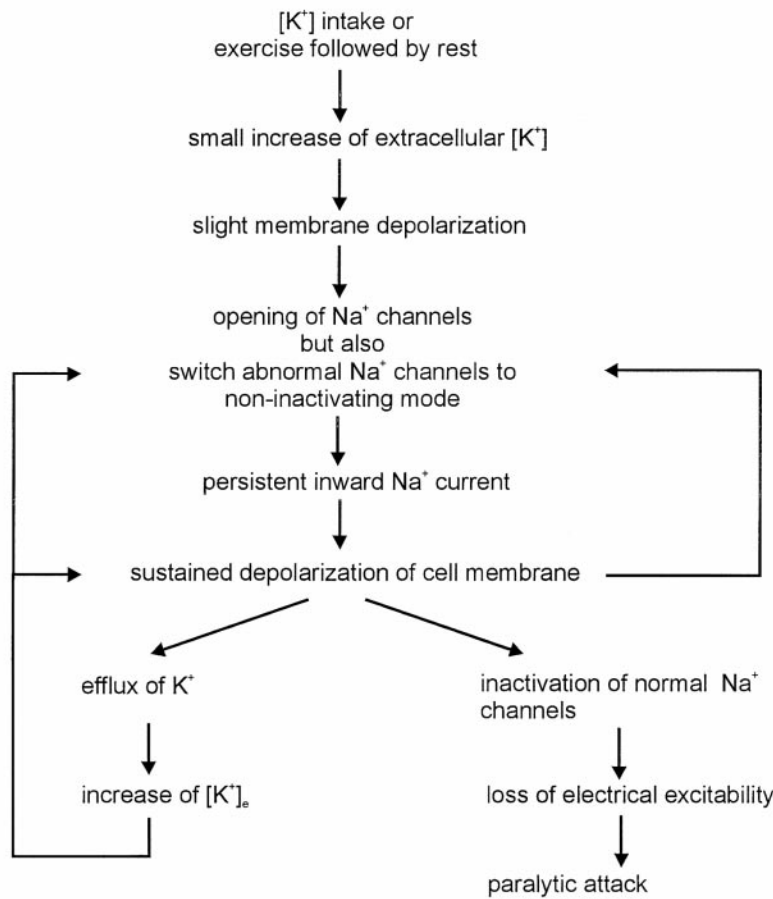 [K⁺] intake or
exercise followed by rest
small increase of extracellular [K⁺]
slight membrane depolarization
opening of Na⁺ channels
but also
switch abnormal Na⁺ channels to
non-inactivating mode
persistent inward Na⁺ current
sustained depolarization of cell membrane
efflux of K⁺
increase of [K⁺]ₑ
inactivation of normal Na⁺
channels
loss of electrical excitability
paralytic attack